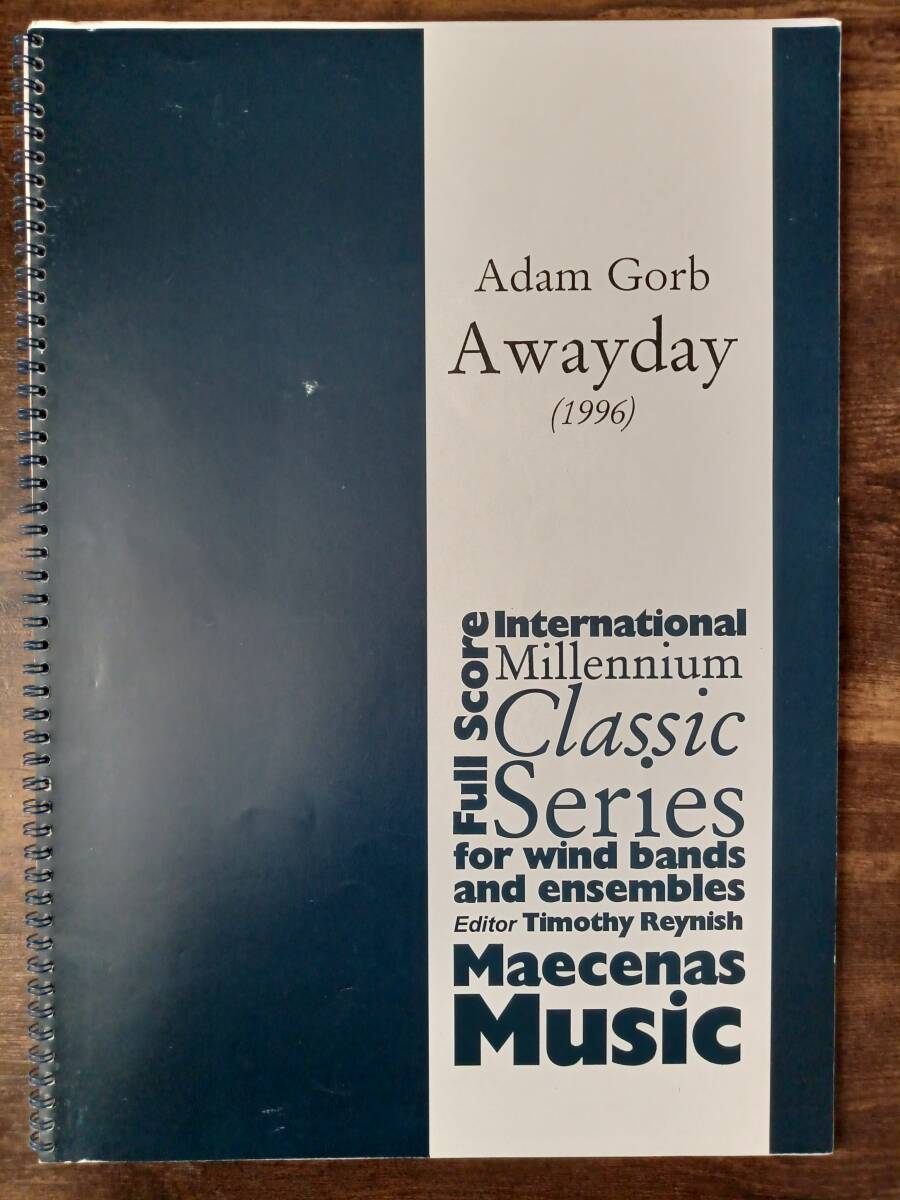 Adam Gorb
Awayday
(1996)
Full Score
International
Millennium
Classic
Series
for wind bands
and ensembles
Editor Timothy Reynish
Maecenas
Music